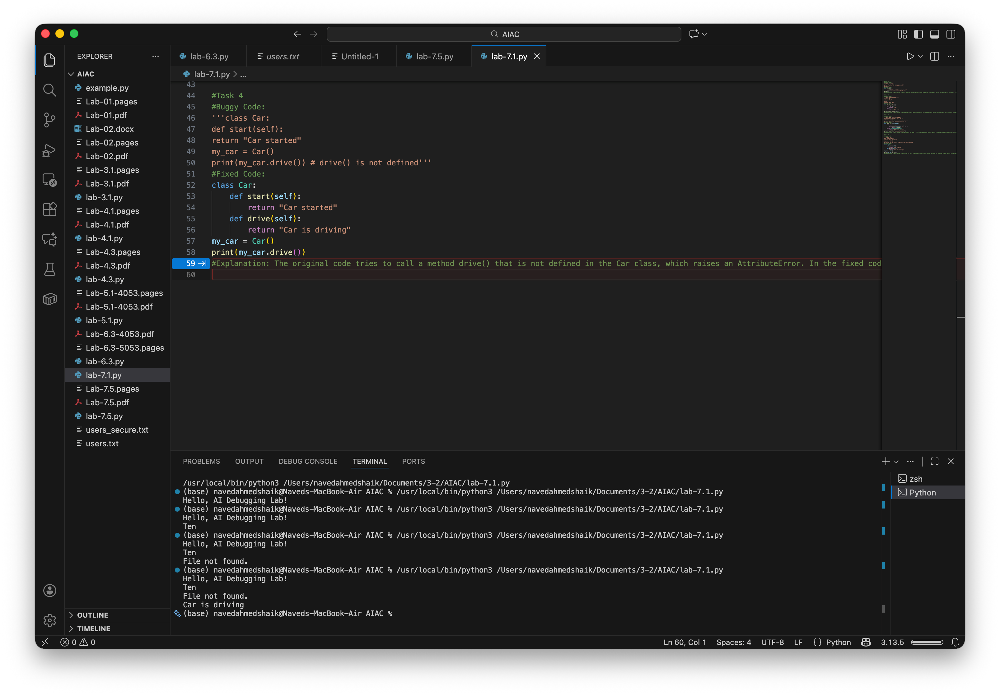 AIAC
EXPLORER
AIAC
example.py
Lab-01.pages
Lab-01.pdf
Lab-02.docx
Lab-02.pages
Lab-02.pdf
Lab-3.1.pages
Lab-3.1.pdf
lab-3.1.py
Lab-4.1.pages
Lab-4.1.pdf
lab-4.1.py
Lab-4.3.pages
Lab-4.3.pdf
lab-4.3.py
Lab-5.1-4053.pages
Lab-5.1-4053.pdf
lab-5.1.py
Lab-6.3-4053.pdf
Lab-6.3-5053.pages
lab-6.3.py
lab-7.1.py
Lab-7.5.pages
Lab-7.5.pdf
lab-7.5.py
users_secure.txt
users.txt
OUTLINE
TIMELINE
lab-6.3.py users.txt Untitled-1 lab-7.5.py lab-7.1.py
lab-7.1.py > ...
43
44 #Task 4
45 #Buggy Code:
46 '''class Car:
47 def start(self):
48 return "Car started"
49 my_car = Car()
50 print(my_car.drive()) # drive() is not defined'''
51 #Fixed Code:
52 class Car:
53 def start(self):
54 return "Car started"
55 def drive(self):
56 return "Car is driving"
57 my_car = Car()
58 print(my_car.drive())
59 #Explanation: The original code tries to call a method drive() that is not defined in the Car class, which raises an AttributeError. In the fixed cod
60
PROBLEMS OUTPUT DEBUG CONSOLE TERMINAL PORTS
/usr/local/bin/python3 /Users/navedahmedshaik/Documents/3-2/AIAC/lab-7.1.py
(base) navedahmedshaik@Naveds-MacBook-Air AIAC % /usr/local/bin/python3 /Users/navedahmedshaik/Documents/3-2/AIAC/lab-7.1.py
Hello, AI Debugging Lab!
(base) navedahmedshaik@Naveds-MacBook-Air AIAC % /usr/local/bin/python3 /Users/navedahmedshaik/Documents/3-2/AIAC/lab-7.1.py
Hello, AI Debugging Lab!
Ten
(base) navedahmedshaik@Naveds-MacBook-Air AIAC % /usr/local/bin/python3 /Users/navedahmedshaik/Documents/3-2/AIAC/lab-7.1.py
Hello, AI Debugging Lab!
Ten
File not found.
(base) navedahmedshaik@Naveds-MacBook-Air AIAC % /usr/local/bin/python3 /Users/navedahmedshaik/Documents/3-2/AIAC/lab-7.1.py
Hello, AI Debugging Lab!
Ten
File not found.
Car is driving
(base) navedahmedshaik@Naveds-MacBook-Air AIAC %
zsh
Python
0 0
Ln 60, Col 1 Spaces: 4 UTF-8 LF { } Python 3.13.5